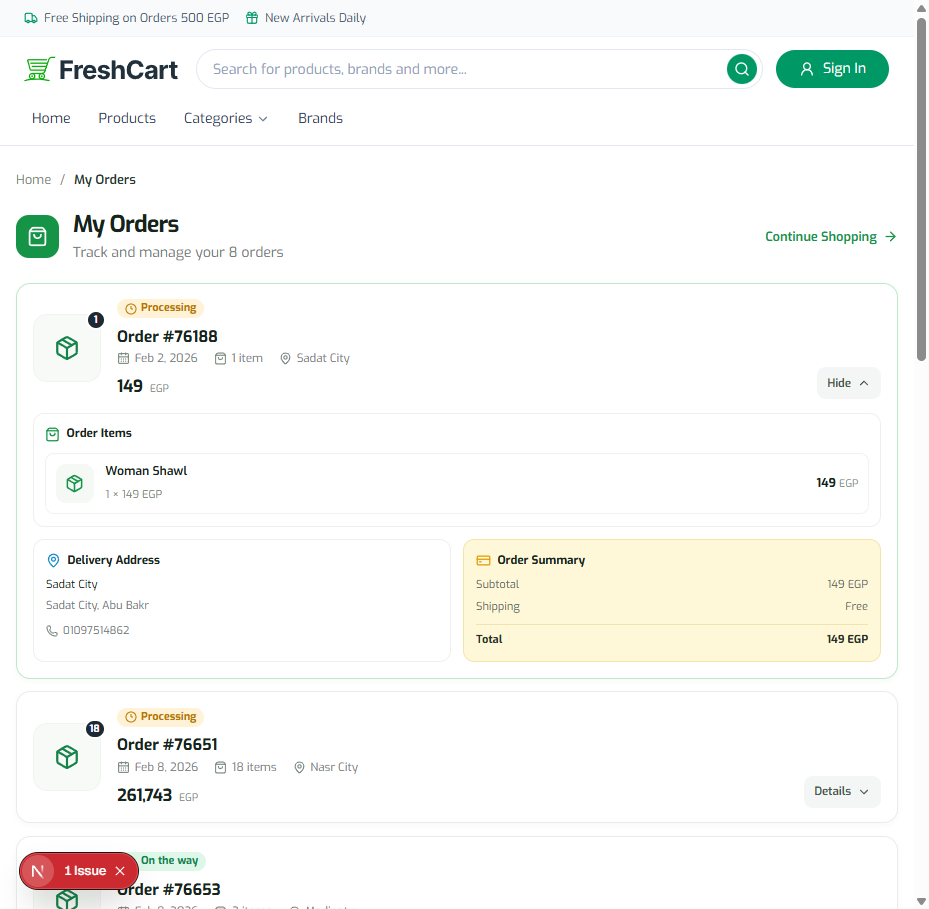 Free Shipping on Orders 500 EGP New Arrivals Daily
FreshCart Search for products, brands and more... Sign In
Home Products Categories Brands
Home / My Orders
My Orders
Track and manage your 8 orders
Continue Shopping →
1
Processing
Order #76188
Feb 2, 2026 1 item Sadat City
149 EGP
Hide
Order Items
Woman Shawl
1 × 149 EGP
149 EGP
Delivery Address
Sadat City
Sadat City, Abu Bakr
01097514862
Order Summary
Subtotal 149 EGP
Shipping Free
Total 149 EGP
18
Processing
Order #76651
Feb 8, 2026 18 items Nasr City
261,743 EGP
Details
On the way
N 1 Issue
Order #76653